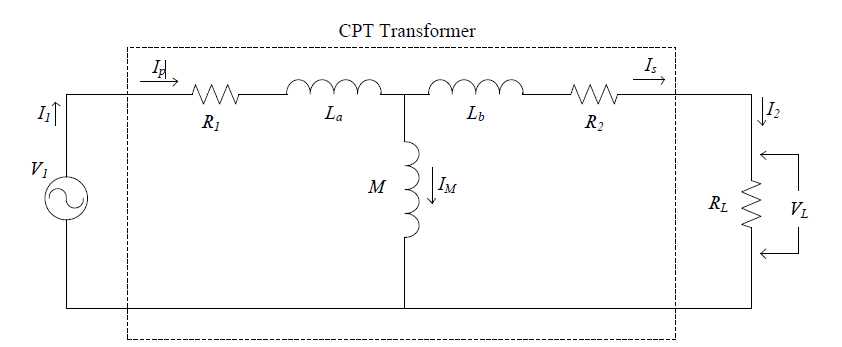 CPT Transformer
Ip
Is
I1
R1
La
Lb
R2
I2
V1
M
IM
RL
VL